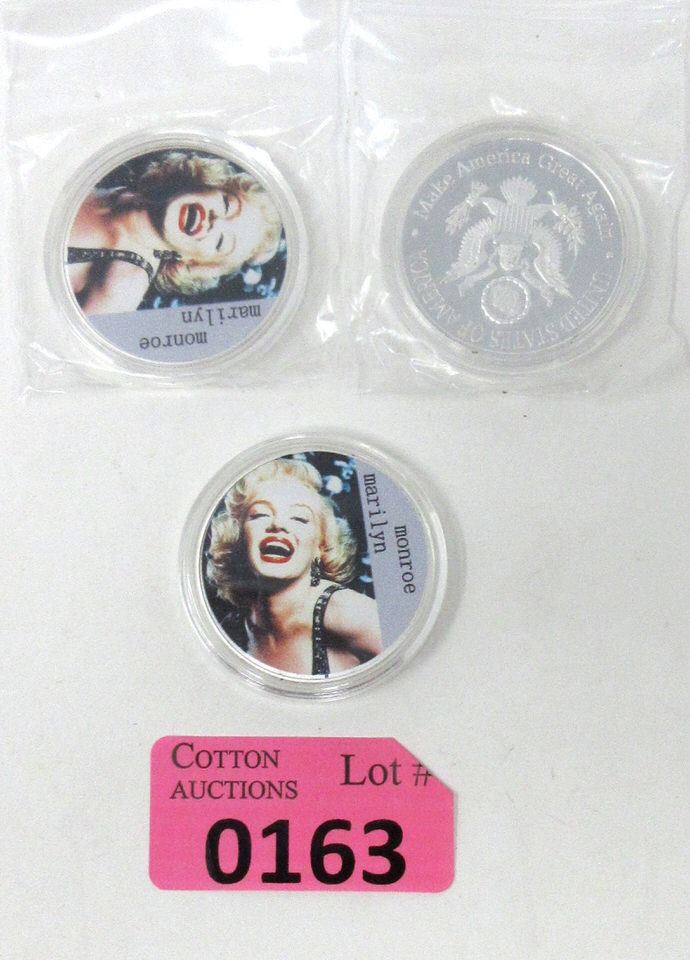 marilyn
monroe
Make America Great Again
UNITED STATES OF AMERICA
monroe
marilyn
COTTON
AUCTIONS
Lot #
0163